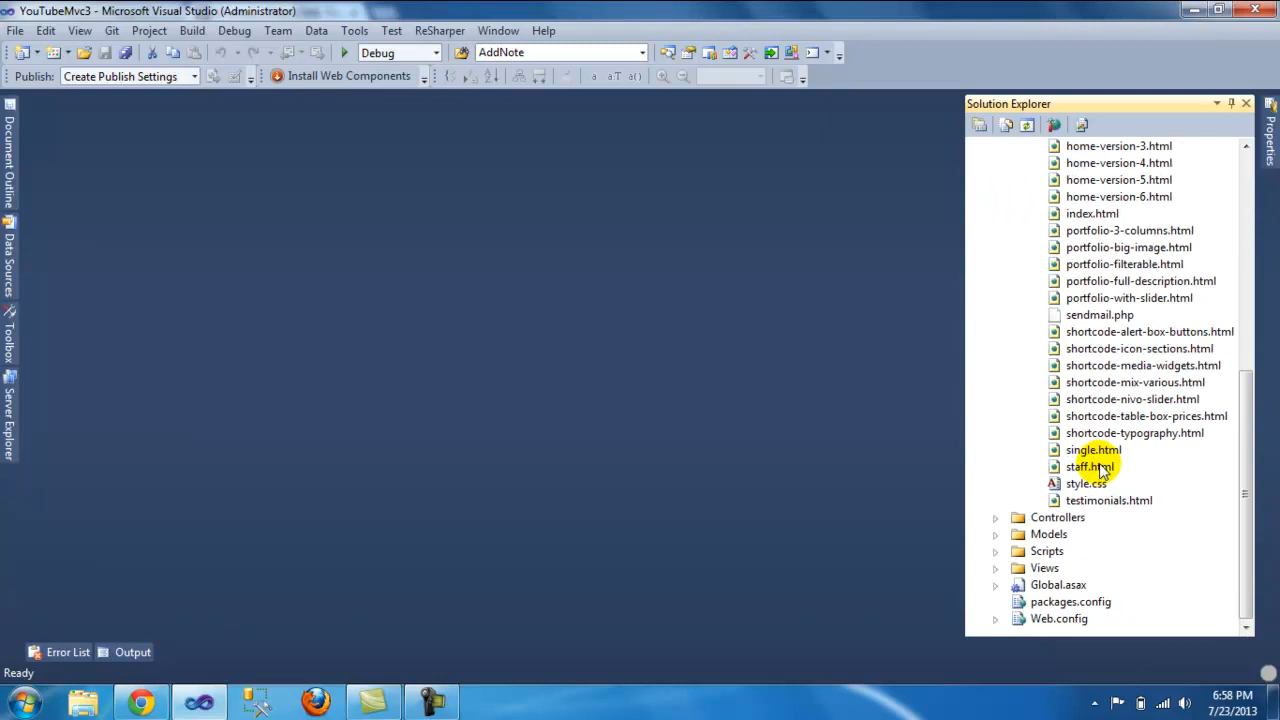 YouTubeMvc3 - Microsoft Visual Studio (Administrator)
File Edit View Git Project Build Debug Team Data Tools Test ReSharper Window Help
Debug AddNote
Publish: Create Publish Settings Install Web Components
Solution Explorer
Document Outline
Data Sources
Toolbox
Server Explorer
Properties
home-version-3.html
home-version-4.html
home-version-5.html
home-version-6.html
index.html
portfolio-3-columns.html
portfolio-big-image.html
portfolio-filterable.html
portfolio-full-description.html
portfolio-with-slider.html
sendmail.php
shortcode-alert-box-buttons.html
shortcode-icon-sections.html
shortcode-media-widgets.html
shortcode-mix-various.html
shortcode-nivo-slider.html
shortcode-table-box-prices.html
shortcode-typography.html
single.html
staff.html
style.css
testimonials.html
Controllers
Models
Scripts
Views
Global.asax
packages.config
Web.config
Error List Output
Ready
6:58 PM
7/23/2013